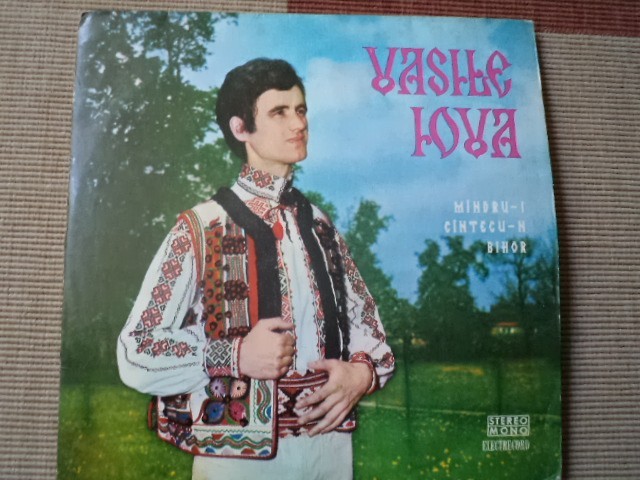 VASILE
IOVA
MÎNDRU-I
CÎNTECU-N
BIHOR
STEREO
MONO
ELECTRECORD